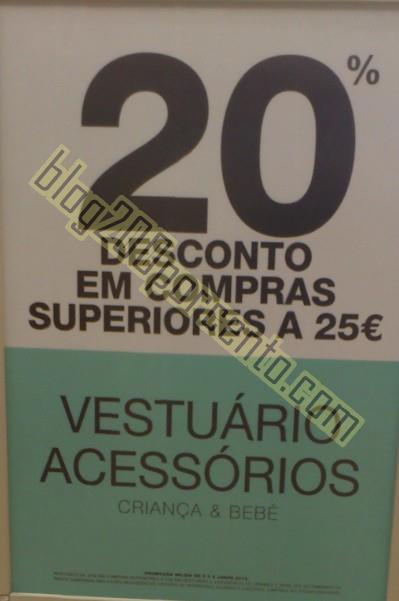 20%
DESCONTO
EM COMPRAS
SUPERIORES A 25€
VESTUÁRIO
ACESSÓRIOS
CRIANÇA & BEBÉ
blog200porcento.com